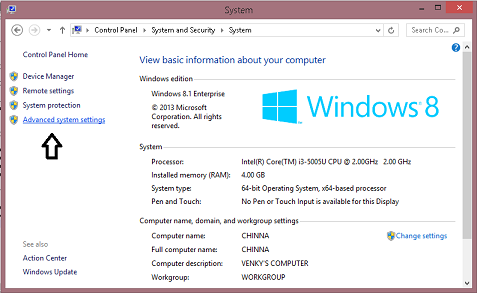 System
Control Panel ▸ System and Security ▸ System
Search Co...
Control Panel Home
Device Manager
Remote settings
System protection
Advanced system settings
See also
Action Center
Windows Update
View basic information about your computer
Windows edition
Windows 8.1 Enterprise
© 2013 Microsoft
Corporation. All rights
reserved.
Windows 8
System
Processor: Intel(R) Core(TM) i3-5005U CPU @ 2.00GHz 2.00 GHz
Installed memory (RAM): 4.00 GB
System type: 64-bit Operating System, x64-based processor
Pen and Touch: No Pen or Touch Input is available for this Display
Computer name, domain, and workgroup settings
Computer name: CHINNA
Change settings
Full computer name: CHINNA
Computer description: VENKY'S COMPUTER
Workgroup: WORKGROUP